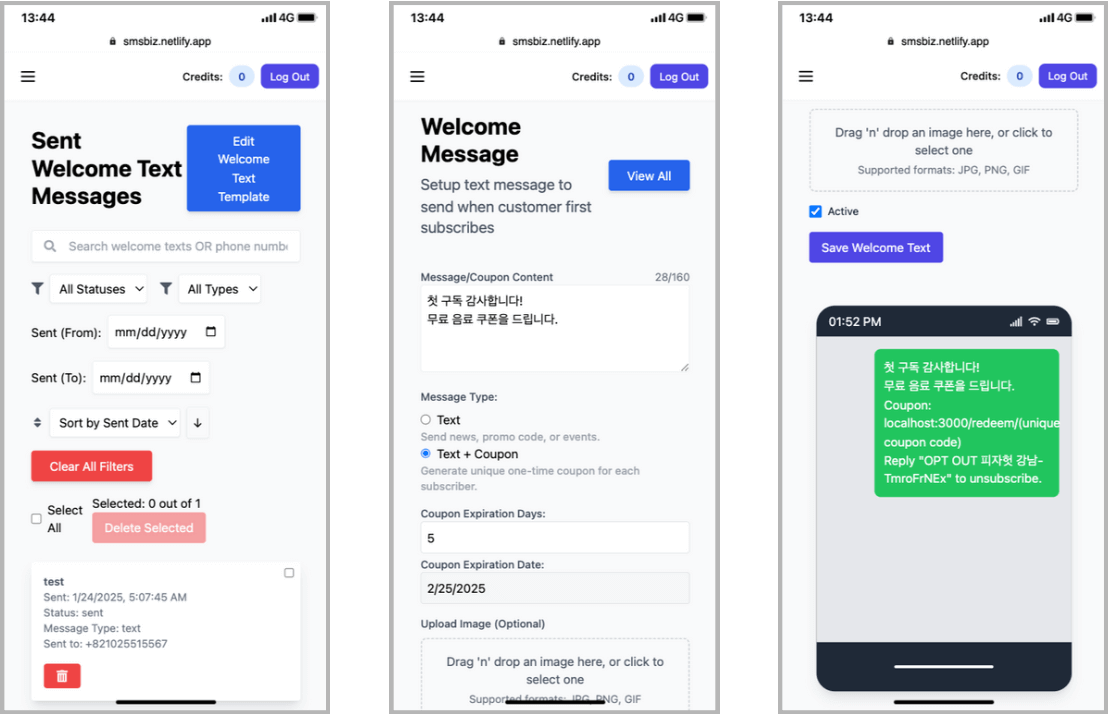 13:44
4G
smsbiz.netlify.app
Credits: 0 Log Out
Sent
Welcome Text
Messages
Edit
Welcome
Text
Template
Search welcome texts OR phone numbe
All Statuses All Types
Sent (From): mm/dd/yyyy
Sent (To): mm/dd/yyyy
Sort by Sent Date
Clear All Filters
Select
All
Selected: 0 out of 1
Delete Selected
test
Sent: 1/24/2025, 5:07:45 AM
Status: sent
Message Type: text
Sent to: +821025515567
13:44
4G
smsbiz.netlify.app
Credits: 0 Log Out
Welcome
Message
View All
Setup text message to
send when customer first
subscribes
Message/Coupon Content 28/160
첫 구독 감사합니다!
무료 음료 쿠폰을 드립니다.
Message Type:
Text
Send news, promo code, or events.
Text + Coupon
Generate unique one-time coupon for each
subscriber.
Coupon Expiration Days:
5
Coupon Expiration Date:
2/25/2025
Upload Image (Optional)
Drag 'n' drop an image here, or click to
select one
Supported formats: JPG, PNG, GIF
13:44
4G
smsbiz.netlify.app
Credits: 0 Log Out
Drag 'n' drop an image here, or click to
select one
Supported formats: JPG, PNG, GIF
Active
Save Welcome Text
01:52 PM
첫 구독 감사합니다!
무료 음료 쿠폰을 드립니다.
Coupon:
localhost:3000/redeem/(unique
coupon code)
Reply "OPT OUT 피자헛 강남-
TmroFrNEx" to unsubscribe.